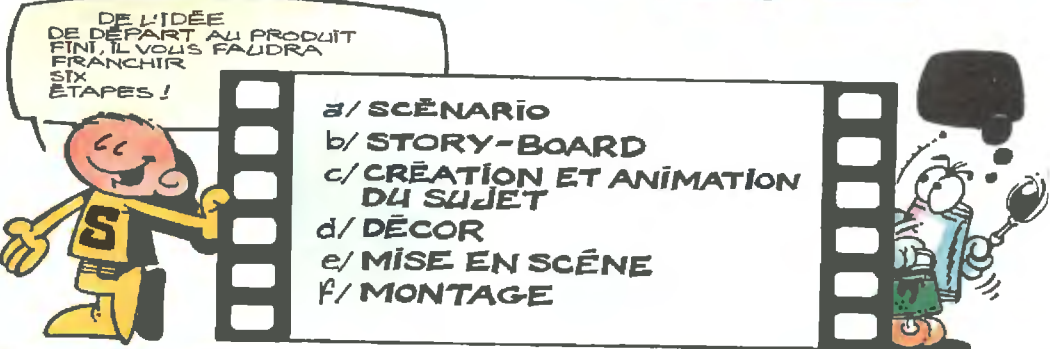 DE L'IDÉE
DE DÉPART AU PRODUIT
FINI, IL VOUS FAUDRA
FRANCHIR
SIX
ÉTAPES !
a/ SCÉNARIO
b/ STORY-BOARD
c/ CRÉATION ET ANIMATION
DU SUJET
d/ DÉCOR
e/ MISE EN SCÉNE
f/ MONTAGE
S